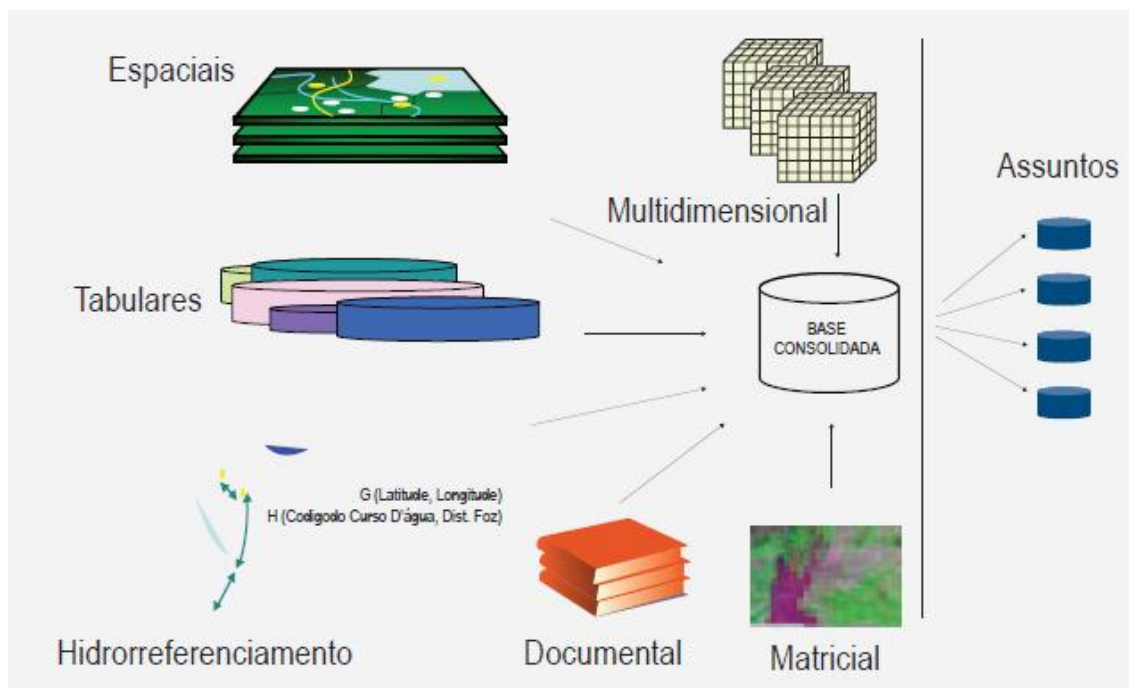 Espaciais
Multidimensional
Assuntos
Tabulares
BASE
CONSOLIDADA
G (Latitude, Longitude)
H (Codigodo Curso D'água, Dist. Foz)
Hidrorreferenciamento
Documental
Matricial